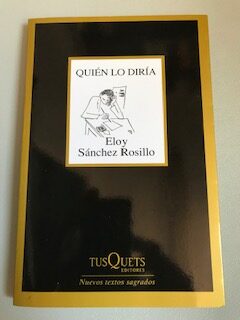 QUIÉN LO DIRÍA
Eloy
Sánchez Rosillo
TUSQUETS
EDITORES
Nuevos textos sagrados